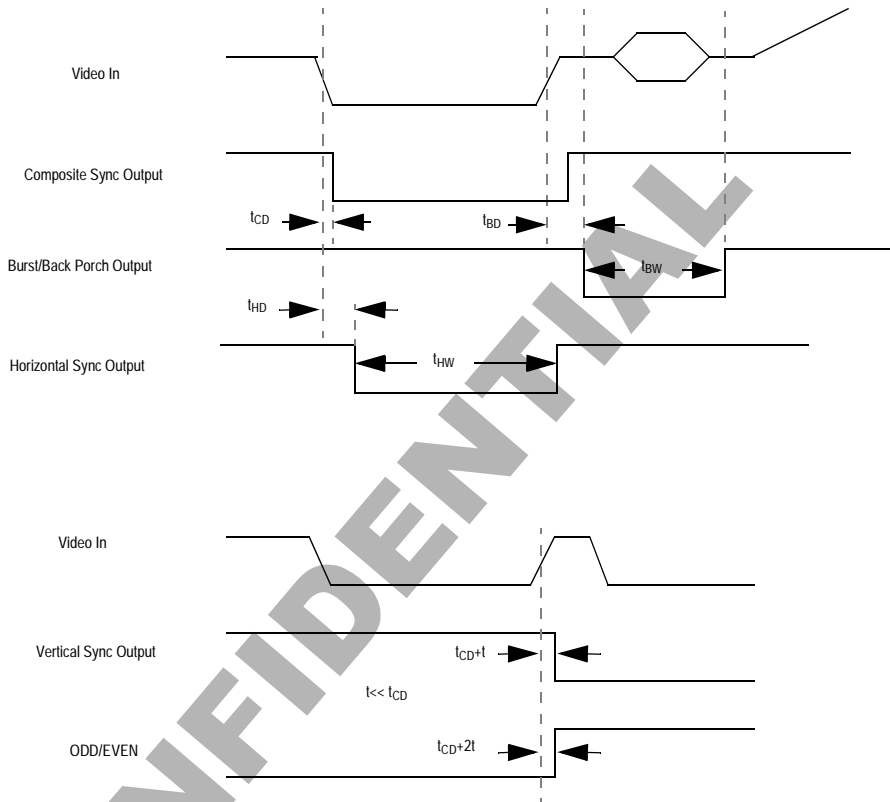 Video In
Composite Sync Output
tCD
tBD
Burst/Back Porch Output
tBW
tHD
Horizontal Sync Output
tHW
Video In
Vertical Sync Output
tCD+t
t<< tCD
ODD/EVEN
tCD+2t
NFIDENTIAL